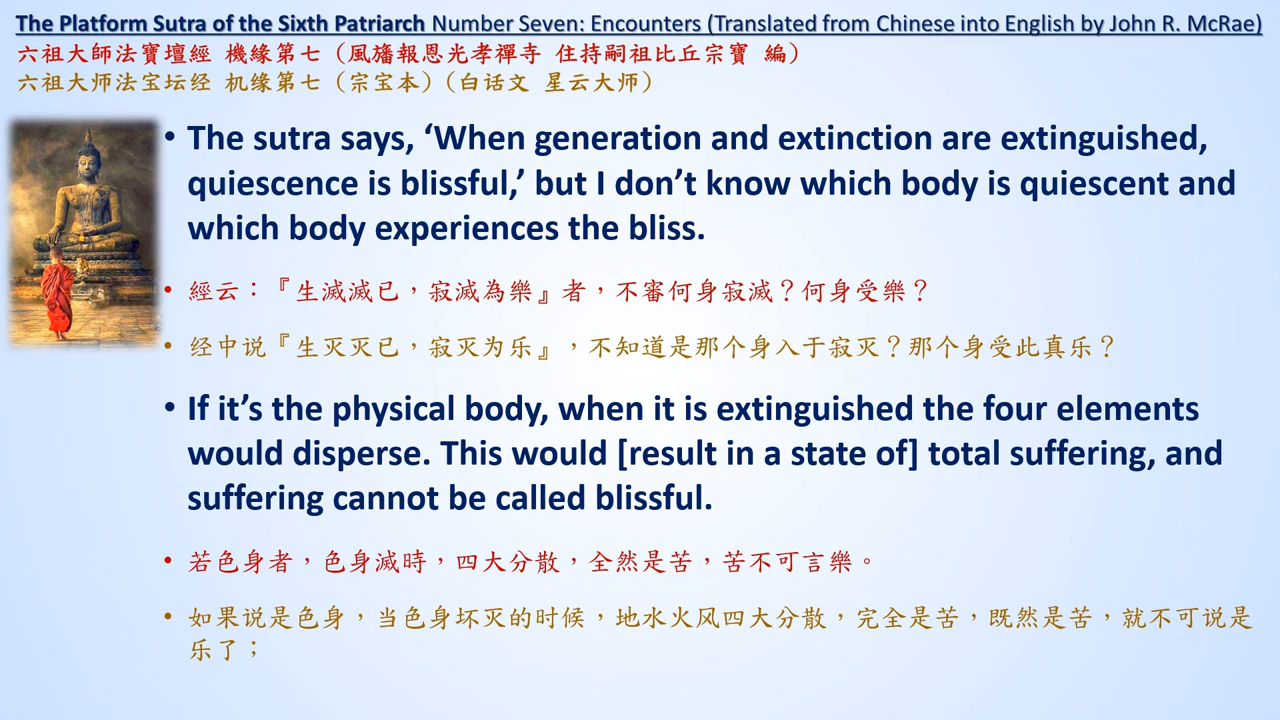 The Platform Sutra of the Sixth Patriarch Number Seven: Encounters (Translated from Chinese into English by John R. McRae)
六祖大師法寶壇經 機緣第七（風旛報恩光孝禪寺 住持嗣祖比丘宗寶 編）
六祖大师法宝坛经 机缘第七（宗宝本）（白话文 星云大师）
• The sutra says, ‘When generation and extinction are extinguished,
quiescence is blissful,’ but I don’t know which body is quiescent and
which body experiences the bliss.
• 經云：『生滅滅已，寂滅為樂』者，不審何身寂滅？何身受樂？
• 经中说『生灭灭已，寂灭为乐』，不知道是那个身入于寂灭？那个身受此真乐？
• If it’s the physical body, when it is extinguished the four elements
would disperse. This would [result in a state of] total suffering, and
suffering cannot be called blissful.
• 若色身者，色身滅時，四大分散，全然是苦，苦不可言樂。
• 如果说是色身，当色身坏灭的时候，地水火风四大分散，完全是苦，既然是苦，就不可说是
乐了；